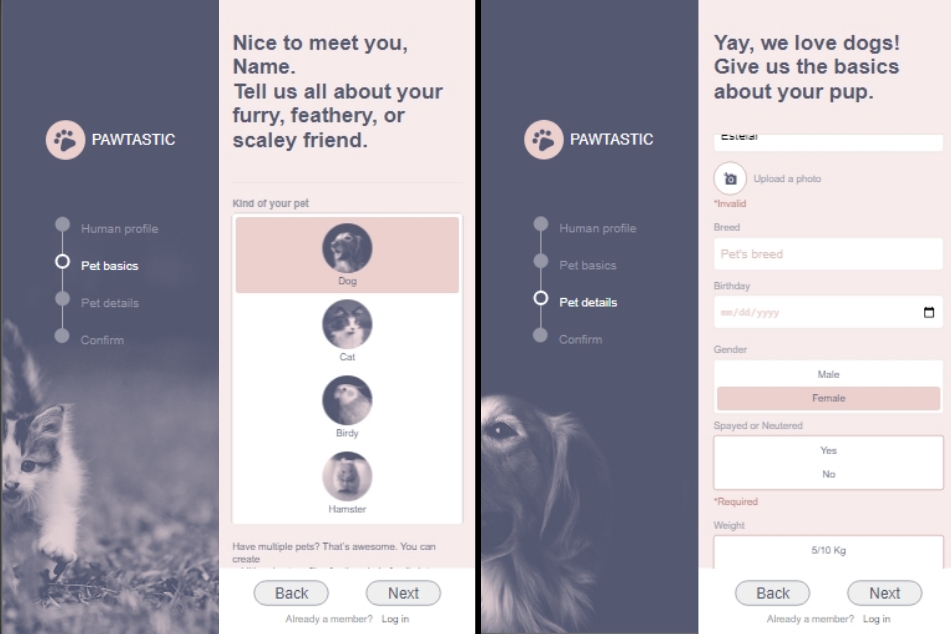 PAWTASTIC
Human profile
Pet basics
Pet details
Confirm
Nice to meet you,
Name.
Tell us all about your
furry, feathery, or
scaley friend.
Kind of your pet
Dog
Cat
Birdy
Hamster
Have multiple pets? That's awesome. You can
create
Back
Next
Already a member? Log in
PAWTASTIC
Human profile
Pet basics
Pet details
Confirm
Yay, we love dogs!
Give us the basics
about your pup.
Estelar
Upload a photo
*Invalid
Breed
Pet's breed
Birthday
mm/dd/yyyy
Gender
Male
Female
Spayed or Neutered
Yes
No
*Required
Weight
5/10 Kg
Back
Next
Already a member? Log in